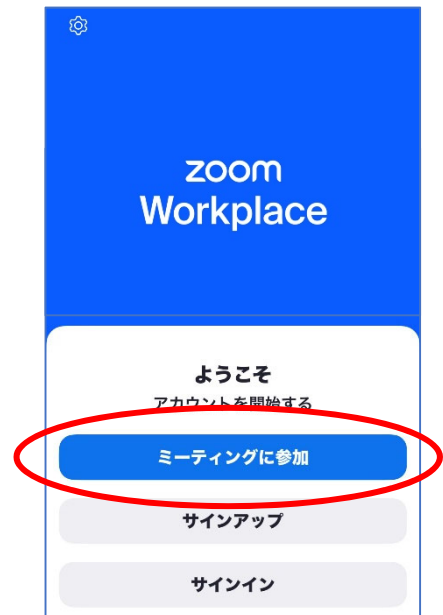 zoom
Workplace
ようこそ
アカウントを開始する
ミーティングに参加
サインアップ
サインイン